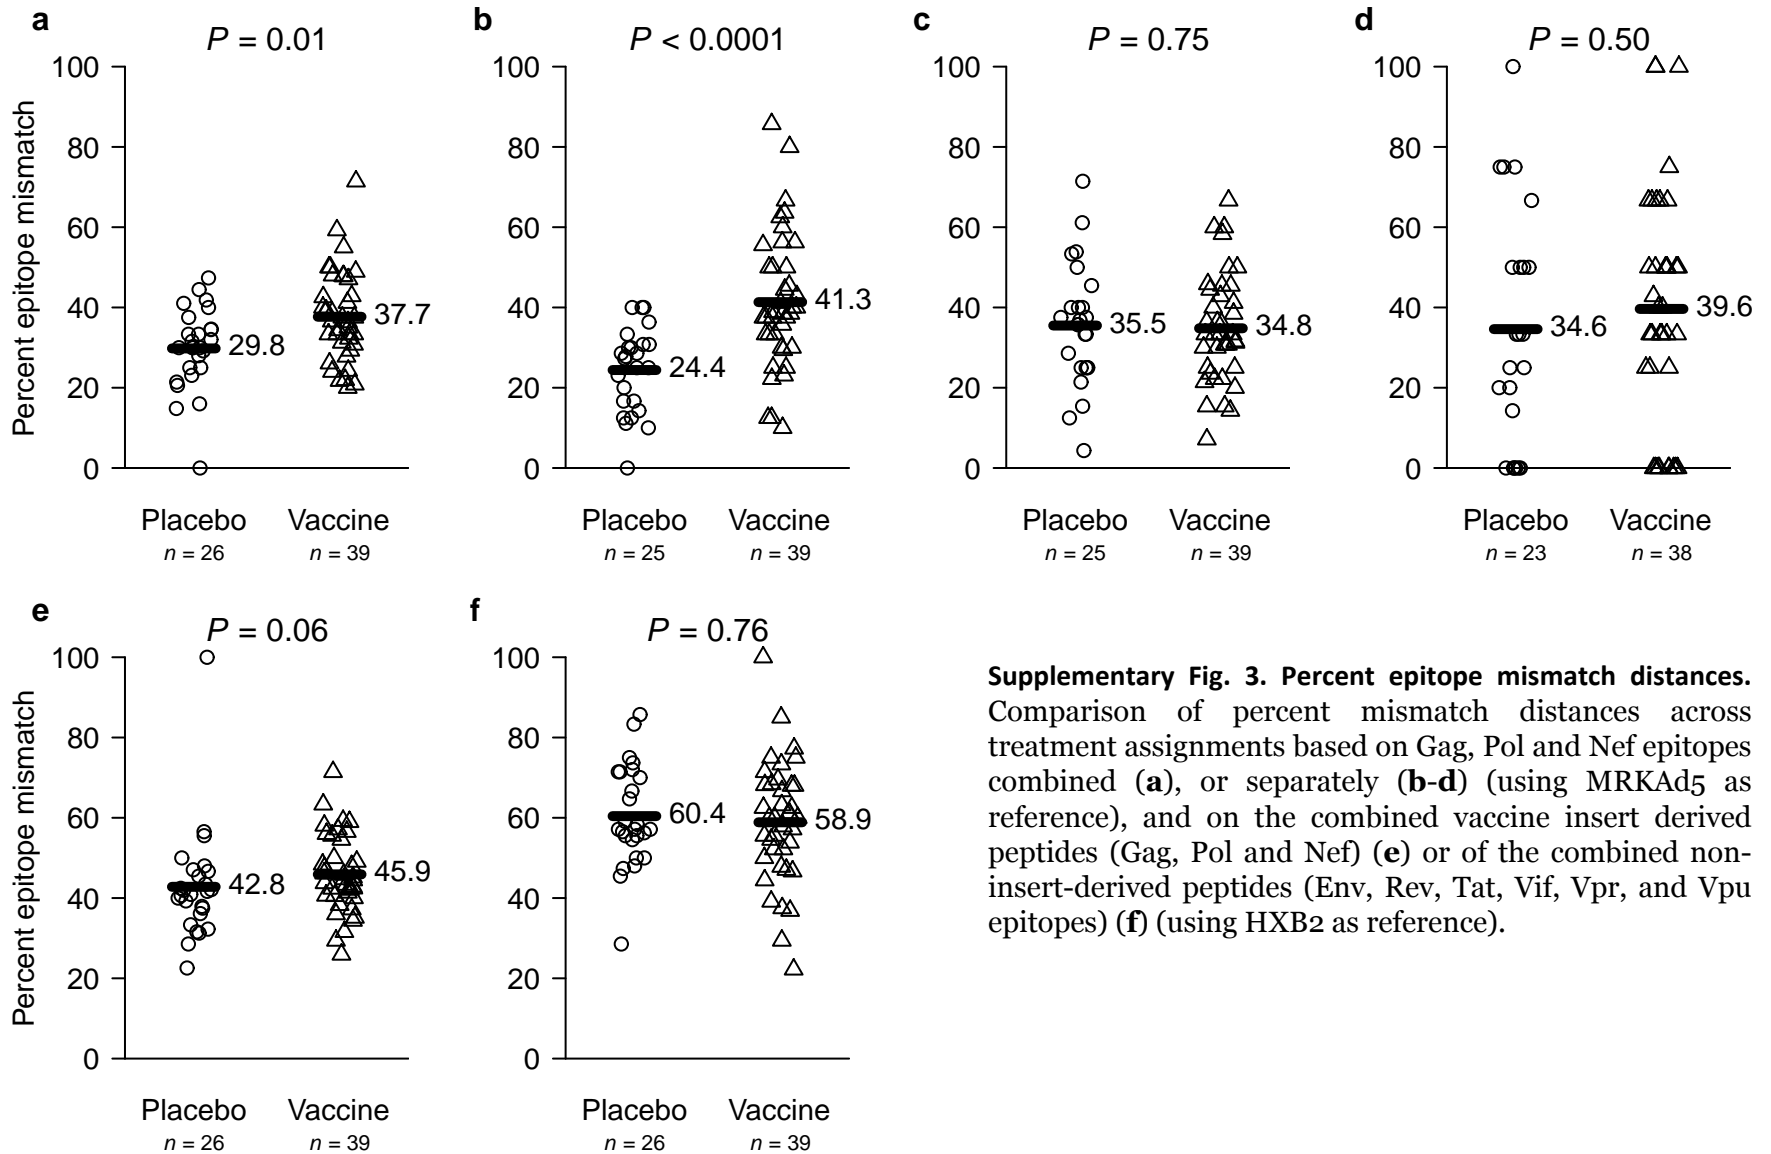 a
P = 0.01
Percent epitope mismatch
100
80
60
40
20
0
29.8
37.7
Placebo
Vaccine
n = 26
n = 39
b
P < 0.0001
100
80
60
40
20
0
24.4
41.3
Placebo
Vaccine
n = 25
n = 39
c
P = 0.75
100
80
60
40
20
0
35.5
34.8
Placebo
Vaccine
n = 25
n = 39
d
P = 0.50
100
80
60
40
20
0
34.6
39.6
Placebo
Vaccine
n = 23
n = 38
e
P = 0.06
Percent epitope mismatch
100
80
60
40
20
0
42.8
45.9
Placebo
Vaccine
n = 26
n = 39
f
P = 0.76
100
80
60
40
20
0
60.4
58.9
Placebo
Vaccine
n = 26
n = 39
Supplementary Fig. 3. Percent epitope mismatch distances.
Comparison of percent mismatch distances across
treatment assignments based on Gag, Pol and Nef epitopes
combined (a), or separately (b-d) (using MRKAd5 as
reference), and on the combined vaccine insert derived
peptides (Gag, Pol and Nef) (e) or of the combined non-
insert-derived peptides (Env, Rev, Tat, Vif, Vpr, and Vpu
epitopes) (f) (using HXB2 as reference).